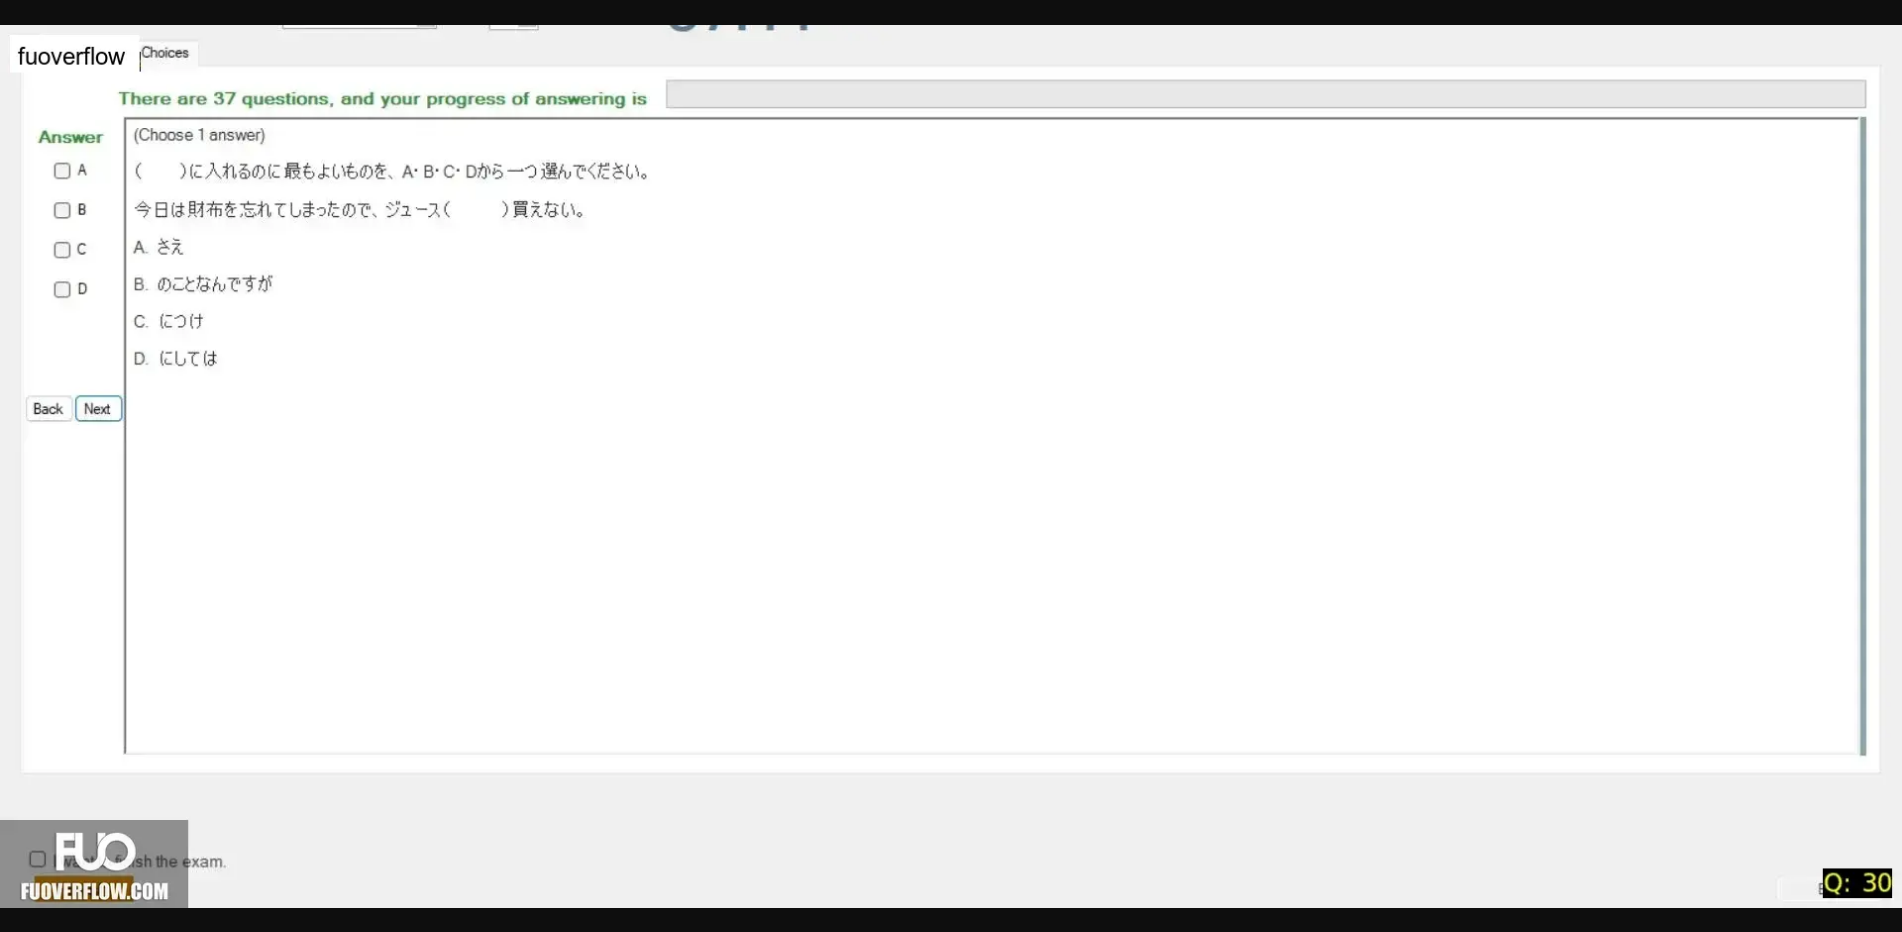 fuoverflow
Choices
There are 37 questions, and your progress of answering is
Answer
(Choose 1 answer)
A
B
C
D
(　　)に入れるのに最もよいものを、A・B・C・Dから一つ選んでください。
今日は財布を忘れてしまったので、ジュース(　　)買えない。
A. さえ
B. のことなんですが
C. につけ
D. にしては
Back
Next
FUO
finish the exam.
FUOVERFLOW.COM
Q: 30